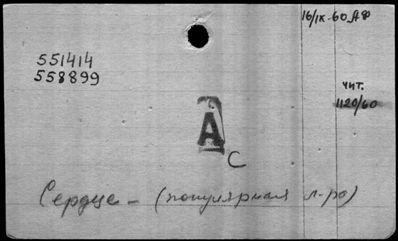 16/IX-60 АФ
551414
558899
чит.
1120/60
А
С
Сердце – (популярная л-ра)